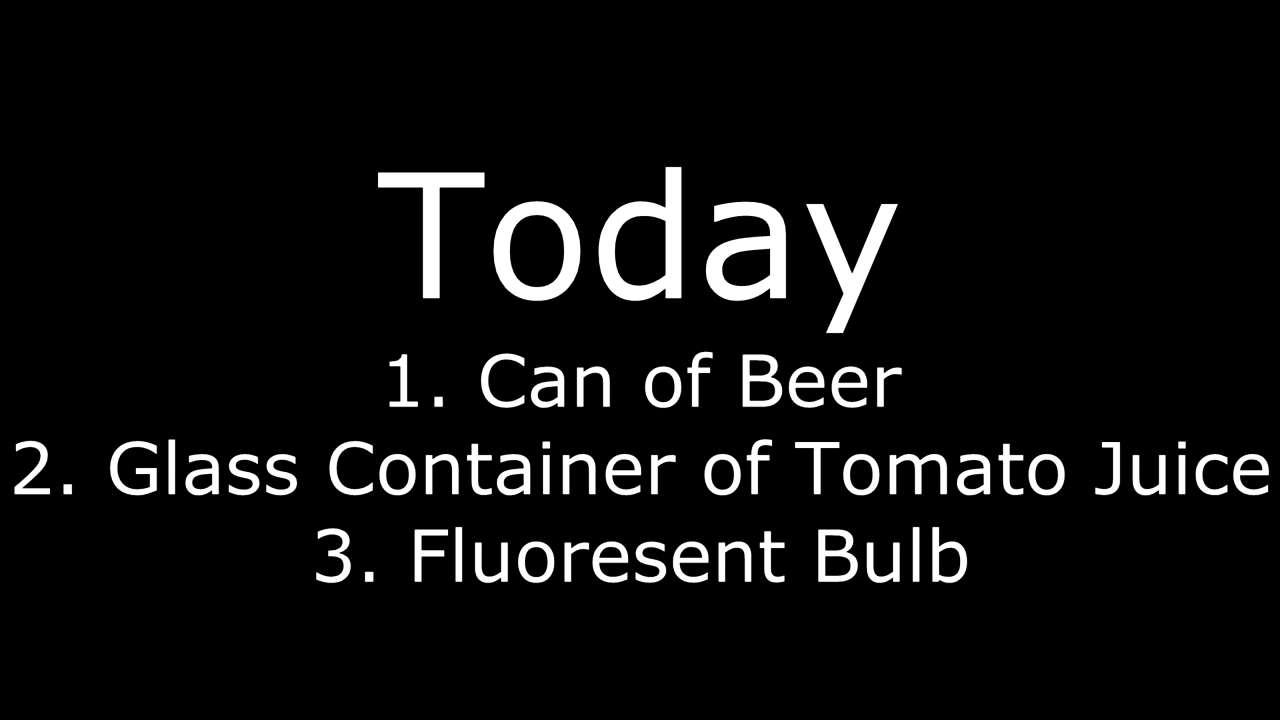 Today
1. Can of Beer
2. Glass Container of Tomato Juice
3. Fluoresent Bulb